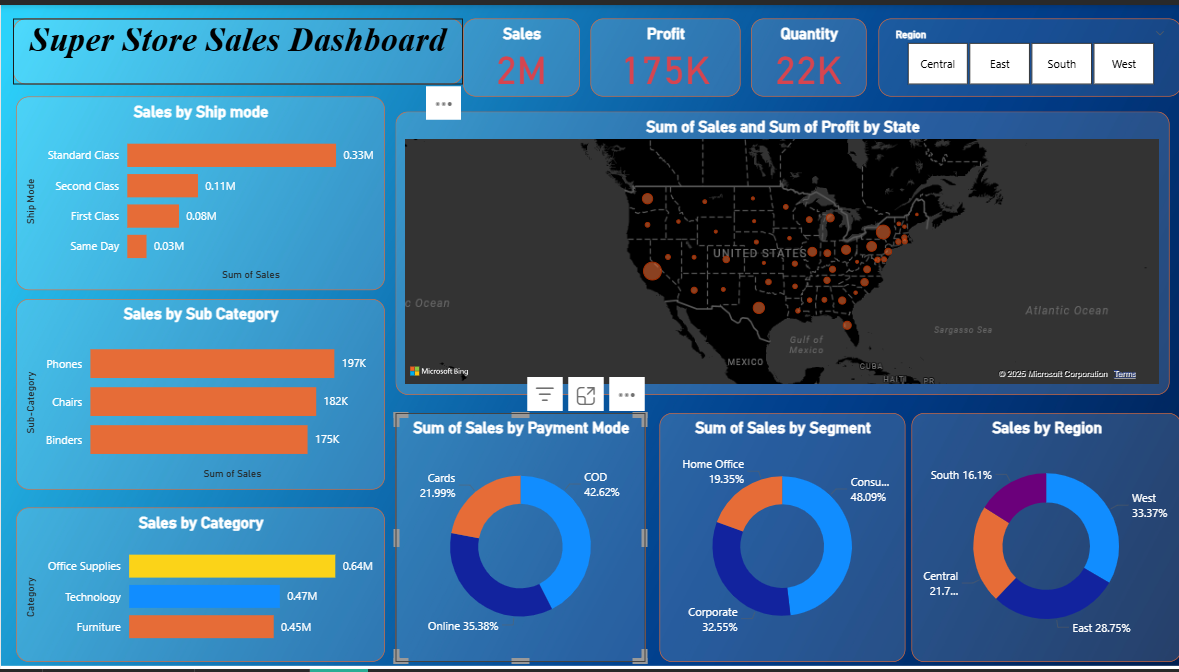 Super Store Sales Dashboard
Sales
2M
Profit
175K
Quantity
22K
Region
Central
East
South
West
Sales by Ship mode
Ship Mode
Standard Class
0.33M
Second Class
0.11M
First Class
0.08M
Same Day
0.03M
Sum of Sales
Sum of Sales and Sum of Profit by State
UNITED STATES
c Ocean
Atlantic Ocean
Sargasso Sea
Gulf of
Mexico
MEXICO
CUBA
HAITI
PR
Microsoft Bing
© 2025 Microsoft Corporation Terms
Sales by Sub Category
Sub-Category
Phones
197K
Chairs
182K
Binders
175K
Sum of Sales
Sales by Category
Category
Office Supplies
0.64M
Technology
0.47M
Furniture
0.45M
Sum of Sales by Payment Mode
Cards
21.99%
COD
42.62%
Online 35.38%
Sum of Sales by Segment
Home Office
19.35%
Consu...
48.09%
Corporate
32.55%
Sales by Region
South 16.1%
West
33.37%
Central
21.7...
East 28.75%